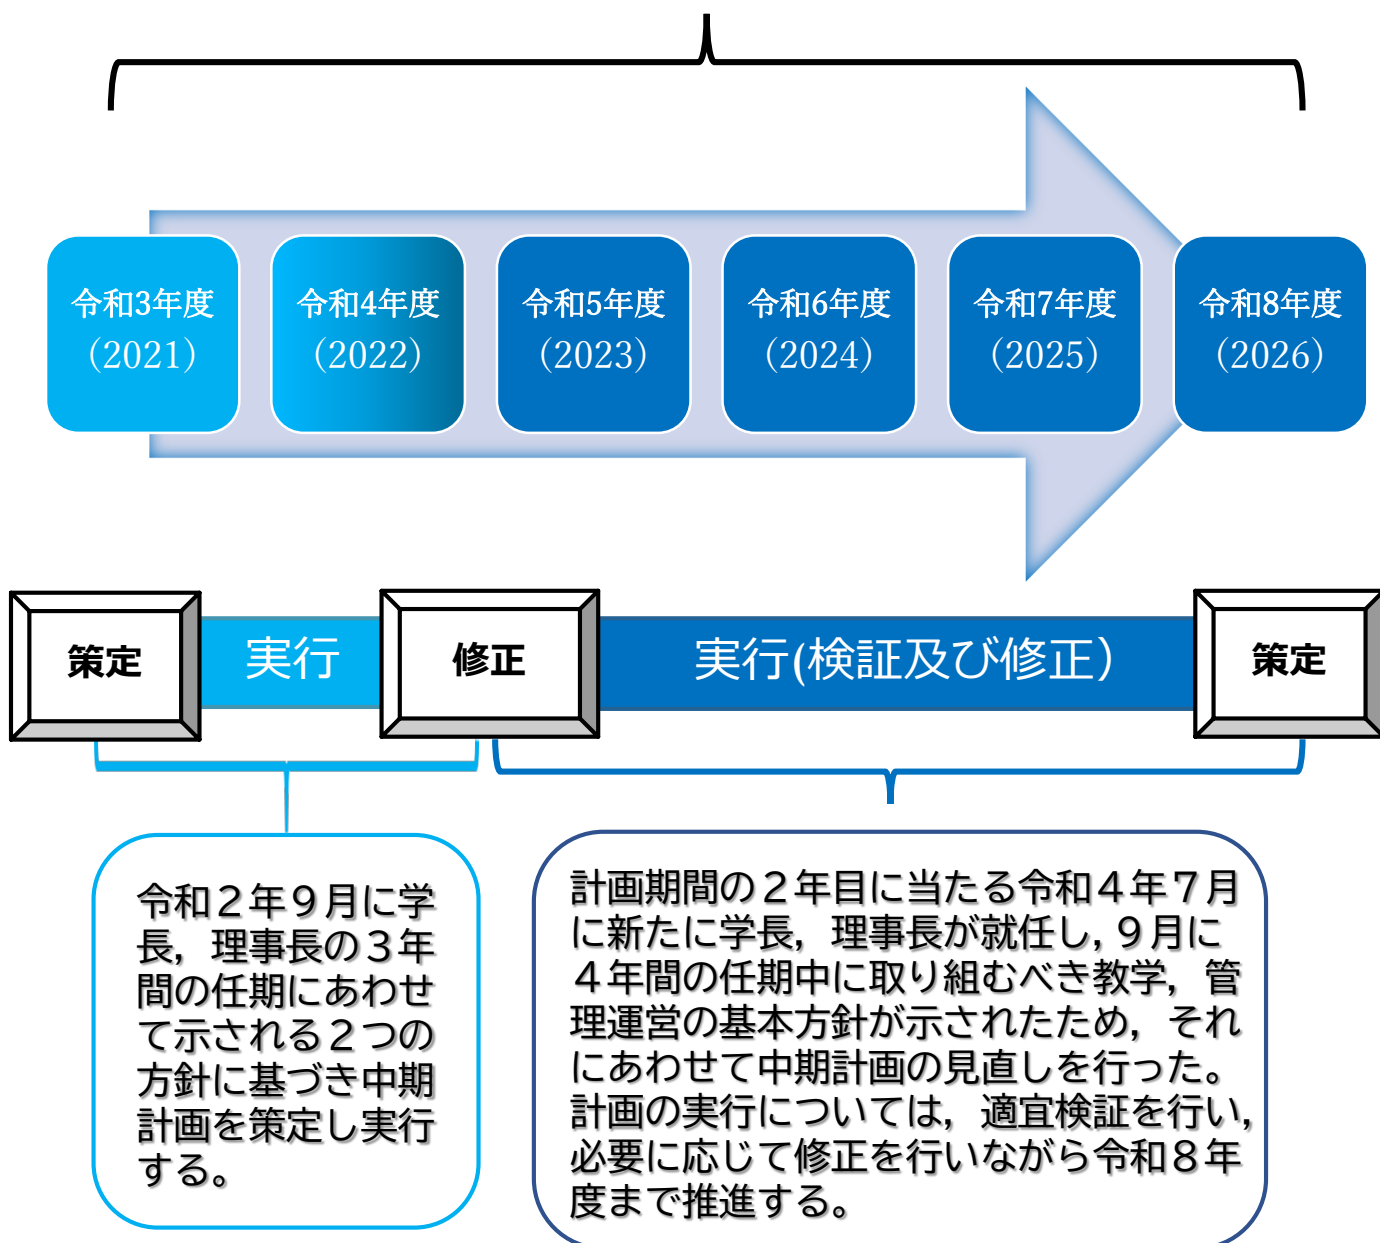 令和3年度
（2021）
令和4年度
（2022）
令和5年度
（2023）
令和6年度
（2024）
令和7年度
（2025）
令和8年度
（2026）
策定
実行
修正
実行(検証及び修正）
策定
令和２年９月に学
長，理事長の３年
間の任期にあわせ
て示される２つの
方針に基づき中期
計画を策定し実行
する。
計画期間の２年目に当たる令和４年７月
に新たに学長，理事長が就任し,９月に
４年間の任期中に取り組むべき教学，管
理運営の基本方針が示されたため，それ
にあわせて中期計画の見直しを行った。
計画の実行については，適宜検証を行い，
必要に応じて修正を行いながら令和８年
度まで推進する。